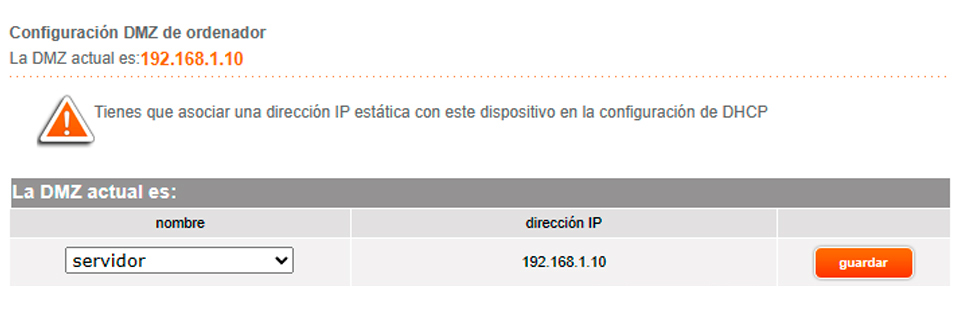 Configuración DMZ de ordenador
La DMZ actual es:192.168.1.10
Tienes que asociar una dirección IP estática con este dispositivo en la configuración de DHCP
La DMZ actual es:
nombre dirección IP
servidor 192.168.1.10 guardar